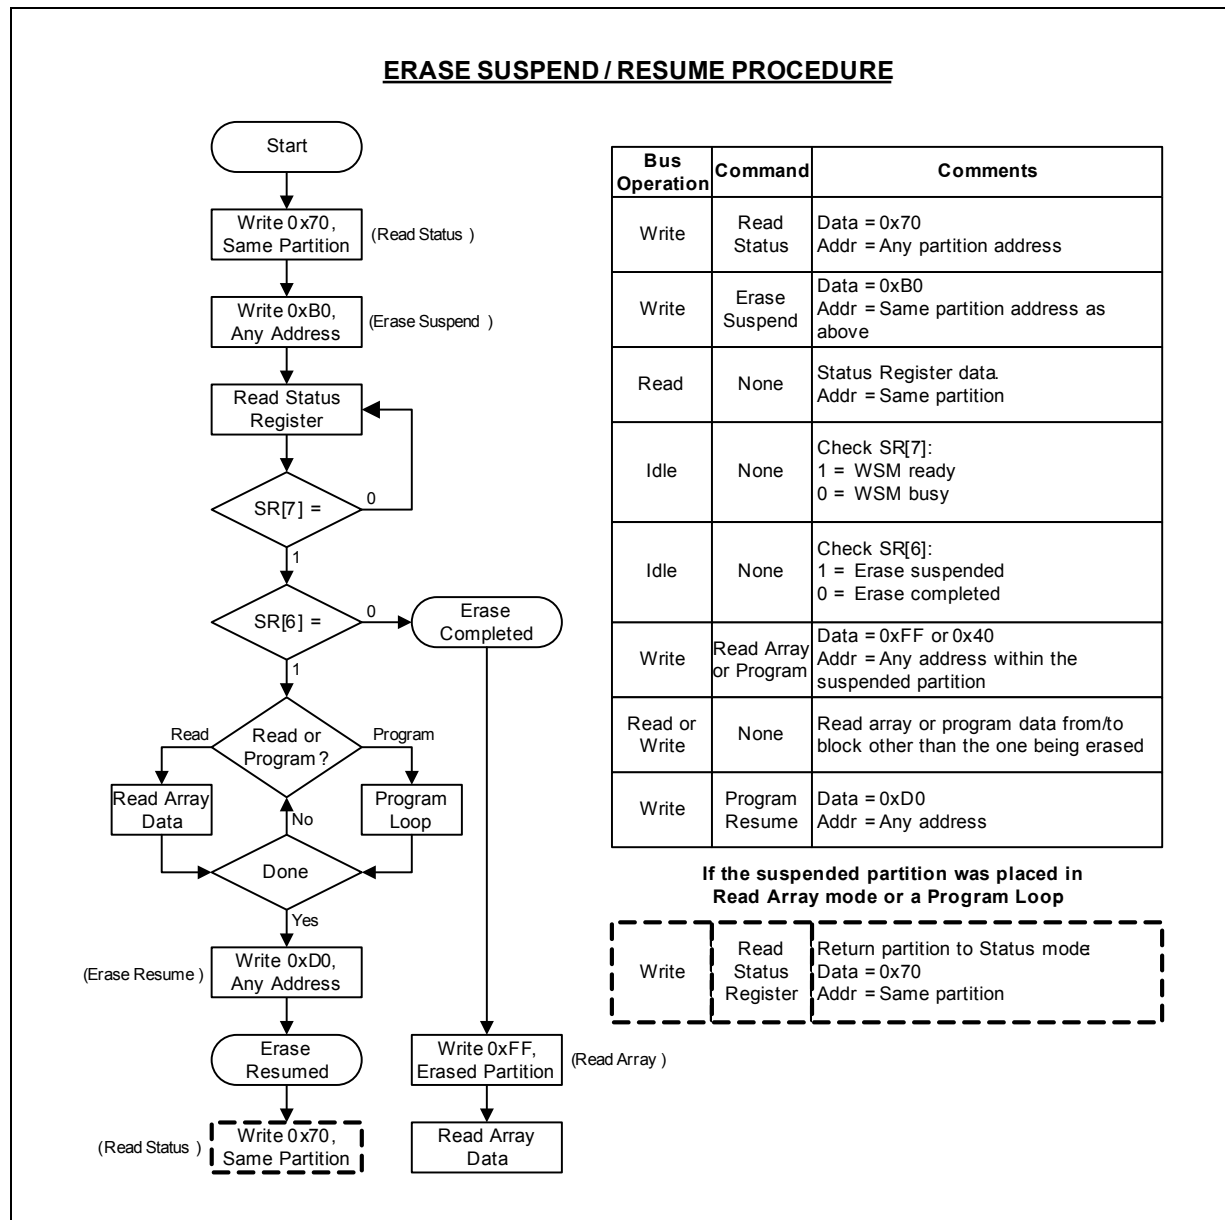 ERASE SUSPEND / RESUME PROCEDURE
Start
Write 0x70,
Same Partition
(Read Status )
Write 0xB0,
Any Address
(Erase Suspend )
Read Status
Register
SR[7] =
0
1
SR[6] =
0
Erase
Completed
1
Read or
Program?
Read
Program
Read Array
Data
Program
Loop
No
Done
Yes
(Erase Resume )
Write 0xD0,
Any Address
Erase
Resumed
(Read Status )
Write 0x70,
Same Partition
Write 0xFF,
Erased Partition
(Read Array )
Read Array
Data
Bus
Operation
Command
Comments
Write
Read
Status
Data = 0x70
Addr = Any partition address
Write
Erase
Suspend
Data = 0xB0
Addr = Same partition address as
above
Read
None
Status Register data.
Addr = Same partition
Idle
None
Check SR[7]:
1 = WSM ready
0 = WSM busy
Idle
None
Check SR[6]:
1 = Erase suspended
0 = Erase completed
Write
Read Array
or Program
Data = 0xFF or 0x40
Addr = Any address within the
suspended partition
Read or
Write
None
Read array or program data from/to
block other than the one being erased
Write
Program
Resume
Data = 0xD0
Addr = Any address
If the suspended partition was placed in
Read Array mode or a Program Loop
Write
Read
Status
Register
Return partition to Status mode:
Data = 0x70
Addr = Same partition